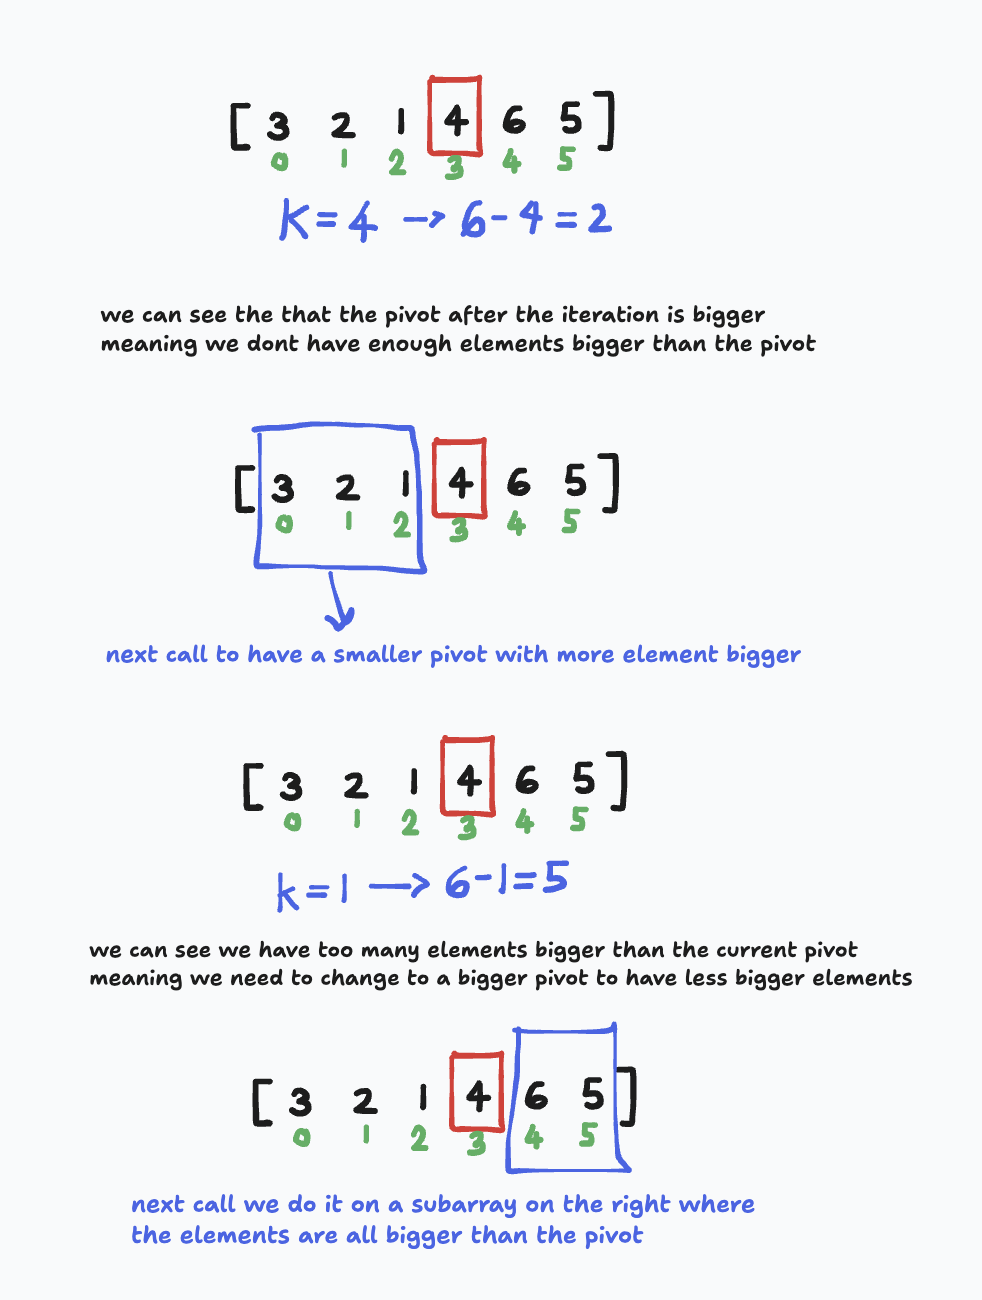 [ 3 2 1 4 6 5 ]
0 1 2 3 4 5
K = 4 → 6 - 4 = 2
we can see the that the pivot after the iteration is bigger
meaning we dont have enough elements bigger than the pivot
[ 3 2 1 4 6 5 ]
0 1 2 3 4 5
next call to have a smaller pivot with more element bigger
[ 3 2 1 4 6 5 ]
0 1 2 3 4 5
k = 1 → 6 - 1 = 5
we can see we have too many elements bigger than the current pivot
meaning we need to change to a bigger pivot to have less bigger elements
[ 3 2 1 4 6 5 ]
0 1 2 3 4 5
next call we do it on a subarray on the right where
the elements are all bigger than the pivot